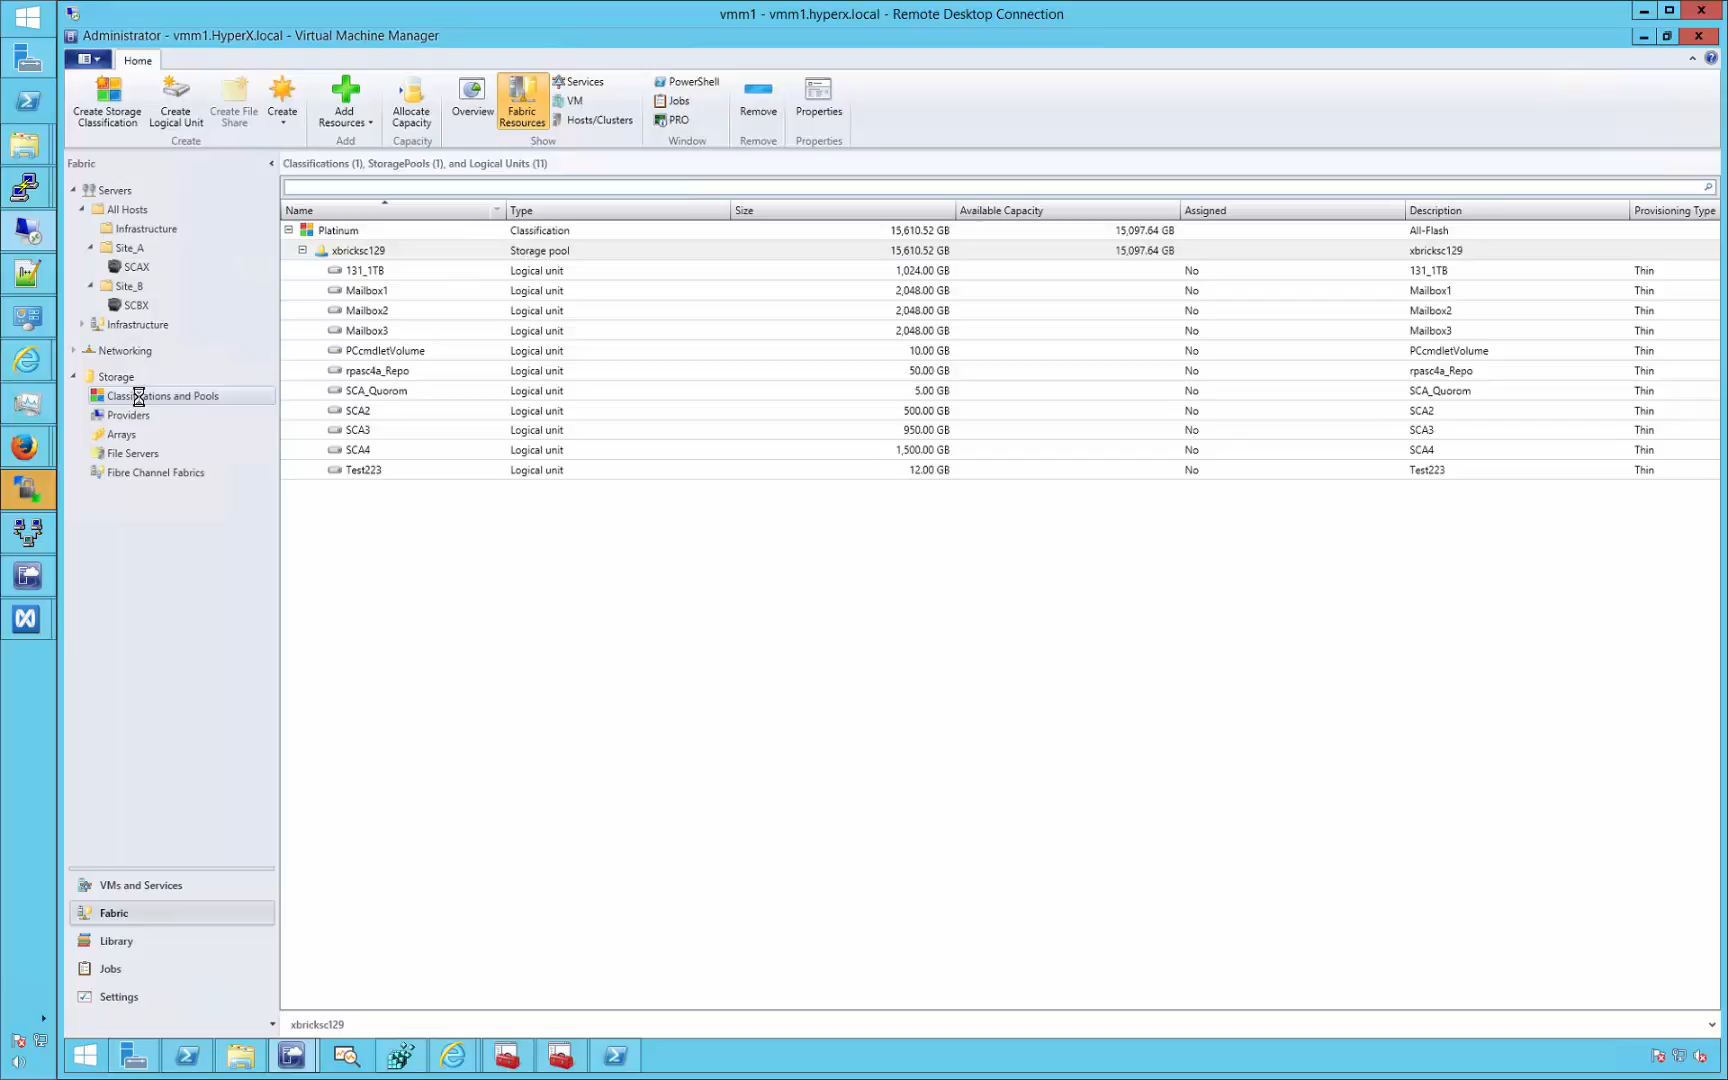 vmm1 - vmm1.hyperx.local - Remote Desktop Connection
Administrator - vmm1.HyperX.local - Virtual Machine Manager
Home
Create Storage Classification
Create Logical Unit
Create File Share
Create
Add Resources
Allocate Capacity
Overview
Fabric Resources
Services
VM
Hosts/Clusters
PowerShell
Jobs
PRO
Remove
Properties
Create
Add
Capacity
Show
Window
Remove
Properties
Fabric
Servers
All Hosts
Infrastructure
Site_A
SCAX
Site_B
SCBX
Infrastructure
Networking
Storage
Classifications and Pools
Providers
Arrays
File Servers
Fibre Channel Fabrics
VMs and Services
Fabric
Library
Jobs
Settings
Classifications (1), StoragePools (1), and Logical Units (11)
Name Type Size Available Capacity Assigned Description Provisioning Type
Platinum Classification 15,610.52 GB 15,097.64 GB All-Flash
xbricksc129 Storage pool 15,610.52 GB 15,097.64 GB xbricksc129
131_1TB Logical unit 1,024.00 GB No 131_1TB Thin
Mailbox1 Logical unit 2,048.00 GB No Mailbox1 Thin
Mailbox2 Logical unit 2,048.00 GB No Mailbox2 Thin
Mailbox3 Logical unit 2,048.00 GB No Mailbox3 Thin
PCcmdletVolume Logical unit 10.00 GB No PCcmdletVolume Thin
rpasc4a_Repo Logical unit 50.00 GB No rpasc4a_Repo Thin
SCA_Quorom Logical unit 5.00 GB No SCA_Quorom Thin
SCA2 Logical unit 500.00 GB No SCA2 Thin
SCA3 Logical unit 950.00 GB No SCA3 Thin
SCA4 Logical unit 1,500.00 GB No SCA4 Thin
Test223 Logical unit 12.00 GB No Test223 Thin
xbricksc129